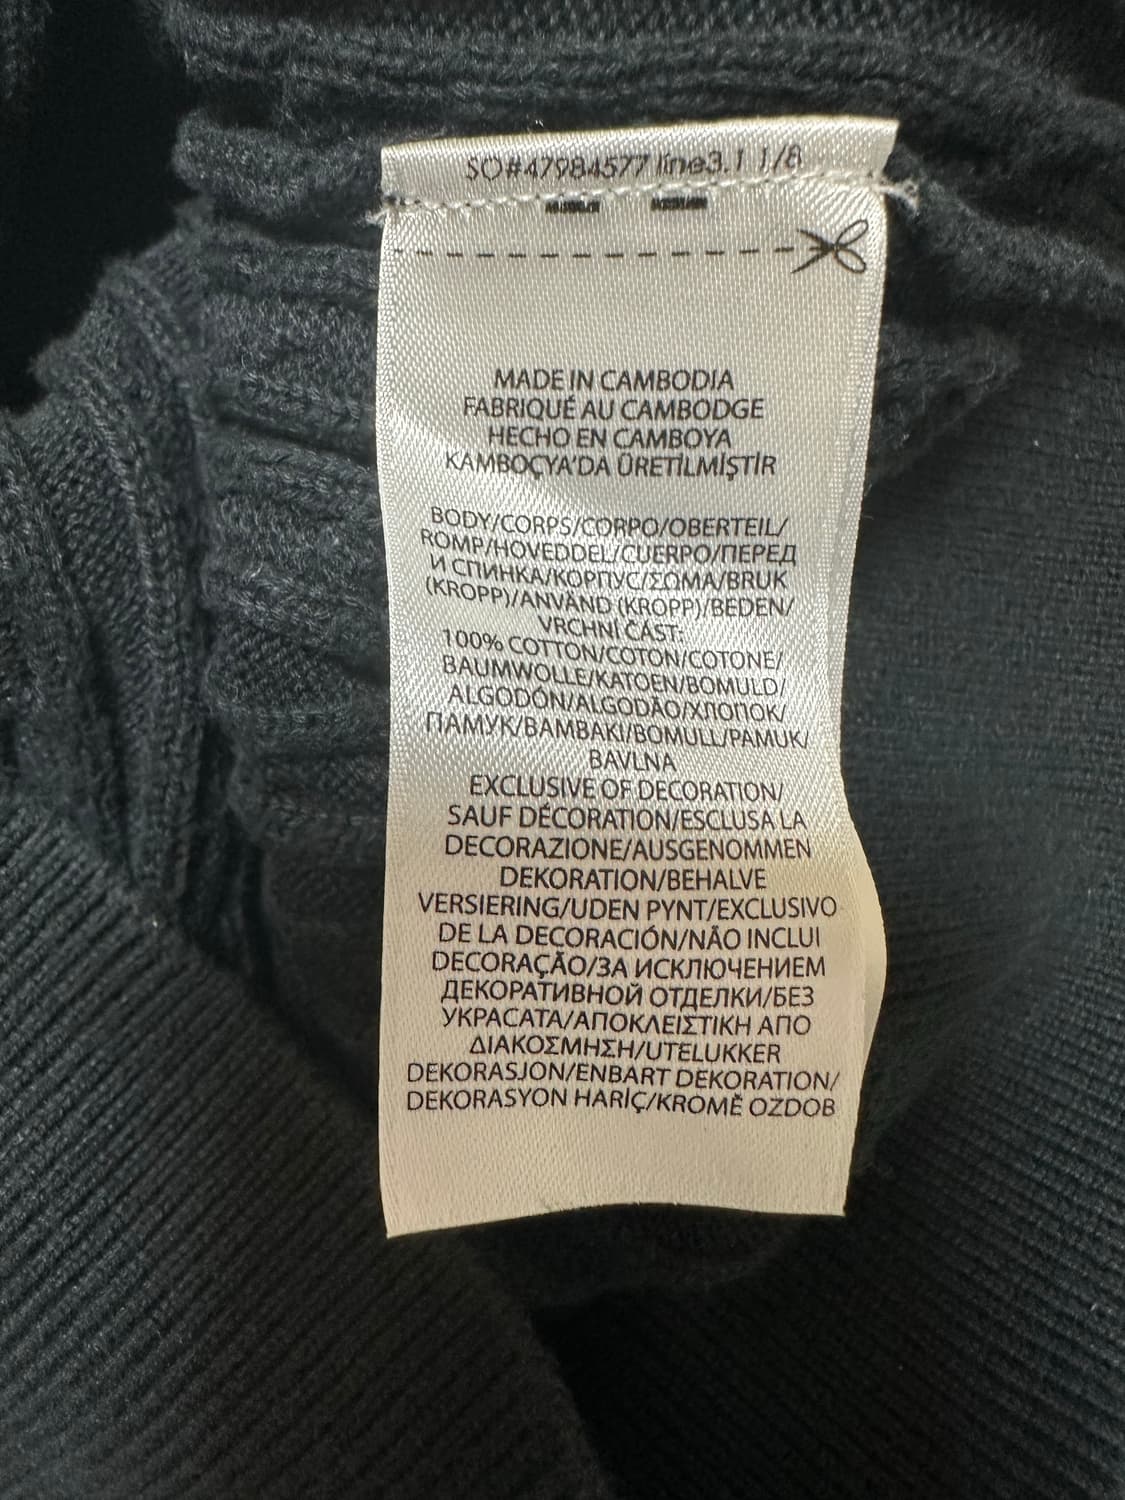 SO#47984577 line3.1 1/8
MADE IN CAMBODIA
FABRIQUÉ AU CAMBODGE
HECHO EN CAMBOYA
KAMBOÇYA'DA ÜRETİLMİŞTİR
BODY/CORPS/CORPO/OBERTEIL/
ROMP/HOVEDDEL/CUERPO/ПЕРЕД
И СПИНКА/КОРПУС/ΣΩΜΑ/BRUK
(KROPP)/ANVÄND (KROPP)/BEDEN/
VRCHNÍ ČÁST:
100% COTTON/COTON/COTONE/
BAUMWOLLE/KATOEN/BOMULD/
ALGODÓN/ALGODÃO/ХЛОПОК/
ПАМУК/ΒΑΜΒΑΚΙ/BOMULL/PAMUK/
BAVLNA
EXCLUSIVE OF DECORATION/
SAUF DÉCORATION/ESCLUSA LA
DECORAZIONE/AUSGENOMMEN
DEKORATION/BEHALVE
VERSIERING/UDEN PYNT/EXCLUSIVO
DE LA DECORACIÓN/NÃO INCLUI
DECORAÇÃO/ЗА ИСКЛЮЧЕНИЕМ
ДЕКОРАТИВНОЙ ОТДЕЛКИ/БЕЗ
УКРАСАТА/ΑΠΟΚΛΕΙΣΤΙΚΗ ΑΠΟ
ΔΙΑΚΟΣΜΗΣΗ/UTELUKKER
DEKORASJON/ENBART DEKORATION/
DEKORASYON HARİÇ/KROMĚ OZDOB